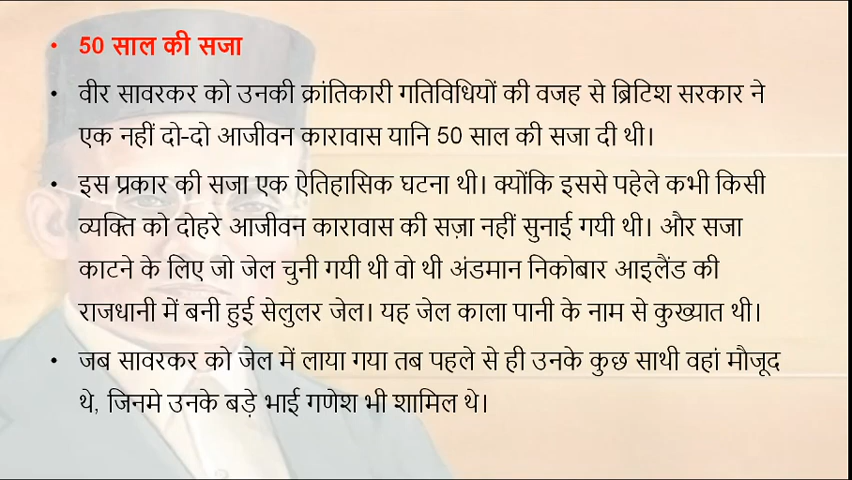 • 50 साल की सजा
• वीर सावरकर को उनकी क्रांतिकारी गतिविधियों की वजह से ब्रिटिश सरकार ने
एक नहीं दो-दो आजीवन कारावास यानि 50 साल की सजा दी थी।
• इस प्रकार की सजा एक ऐतिहासिक घटना थी। क्योंकि इससे पहेले कभी किसी
व्यक्ति को दोहरे आजीवन कारावास की सज़ा नहीं सुनाई गयी थी। और सजा
काटने के लिए जो जेल चुनी गयी थी वो थी अंडमान निकोबार आइलैंड की
राजधानी में बनी हुई सेलुलर जेल। यह जेल काला पानी के नाम से कुख्यात थी।
• जब सावरकर को जेल में लाया गया तब पहले से ही उनके कुछ साथी वहां मौजूद
थे, जिनमे उनके बड़े भाई गणेश भी शामिल थे।